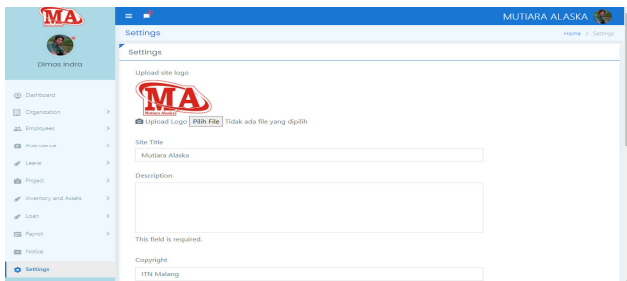 MA
MUTIARA ALASKA
Dimas Indra
Dashboard
Organization
Employees
Attendance
Leave
Project
Inventory and Assets
Loan
Payroll
Notice
Settings
Settings
Home > Settings
Settings
Upload site logo
MA
Mutiara Alaska
Upload Logo Pilih File Tidak ada file yang dipilih
Site Title
Mutiara Alaska
Description
This field is required.
Copyright
ITN Malang